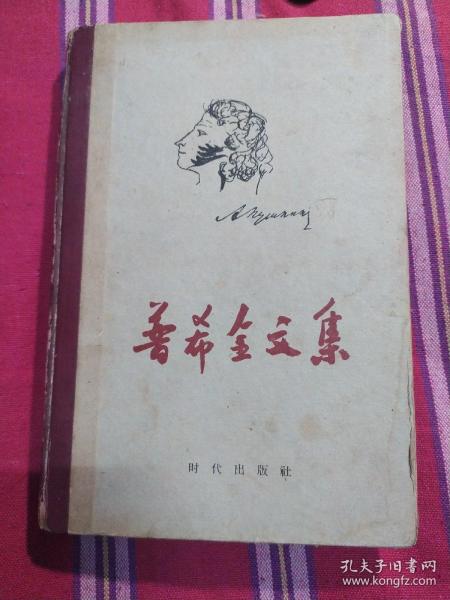 А Пушкин
普希金文集
时代出版社
孔夫子旧书网
www.kongfz.com